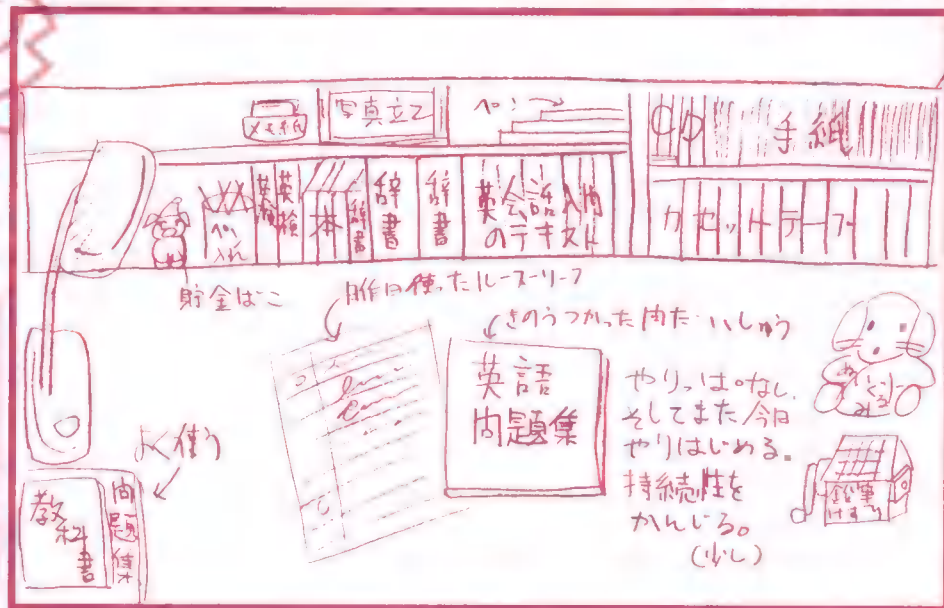 メモ紙
写真立て
ペン
手紙
ペン入れ
英検
英検
本
辞書
辞書
辞書
英会話入門のテキスト
カセットテープ
貯金ばこ
昨日使ったルーズリーフ
きのうつかった問だいしゅう
英語
問題集
やりっぱなし、
そしてまた今日
やりはじめる。
持続性を
かんじる。
(少し)
ぬいぐるみ
鉛筆
けずり
よく使う
教科書
問題集